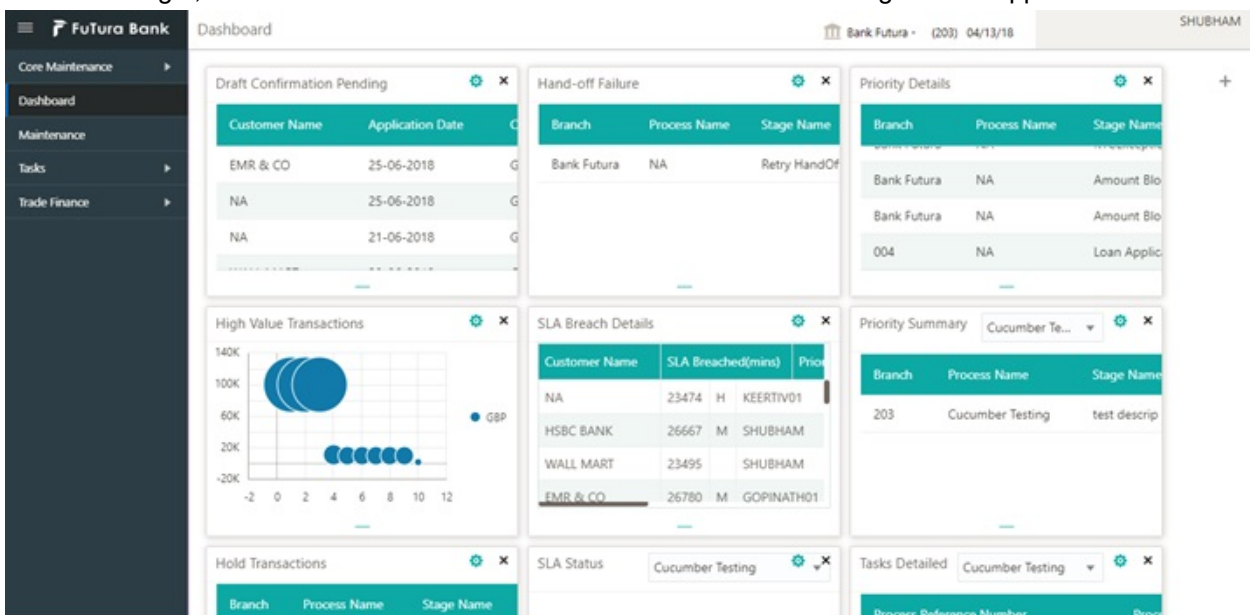 FuTura Bank
Dashboard
Bank Futura - (203) 04/13/18
SHUBHAM
Core Maintenance
Dashboard
Maintenance
Tasks
Trade Finance
Draft Confirmation Pending
Customer Name Application Date C
EMR & CO 25-06-2018 G
NA 25-06-2018 G
NA 21-06-2018 G
Hand-off Failure
Branch Process Name Stage Name
Bank Futura NA Retry HandOf
Priority Details
Branch Process Name Stage Name
Bank Futura NA Amount Blo
Bank Futura NA Amount Blo
004 NA Loan Applic
High Value Transactions
140K
100K
60K
20K
-20K
-2 0 2 4 6 8 10 12
GBP
SLA Breach Details
Customer Name SLA Breached(mins) Prior
NA 23474 H KEERTIV01
HSBC BANK 26667 M SHUBHAM
WALL MART 23495 SHUBHAM
EMR & CO 26780 M GOPINATH01
Priority Summary Cucumber Te...
Branch Process Name Stage Name
203 Cucumber Testing test descrip
Hold Transactions
Branch Process Name Stage Name
SLA Status Cucumber Testing
Tasks Detailed Cucumber Testing
Process Reference Number Proce